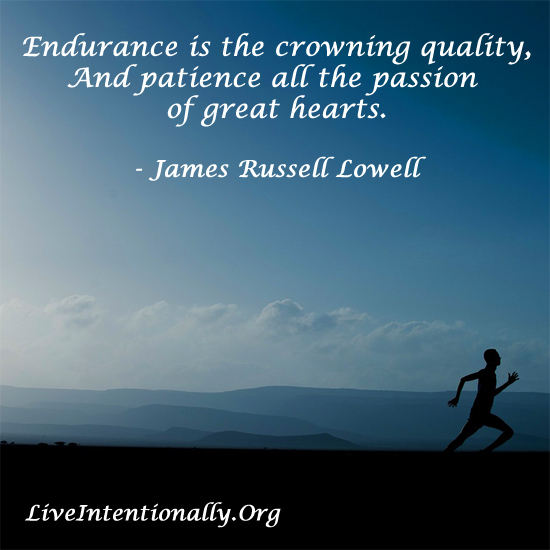 Endurance is the crowning quality,
And patience all the passion
of great hearts.
- James Russell Lowell
LiveIntentionally.Org